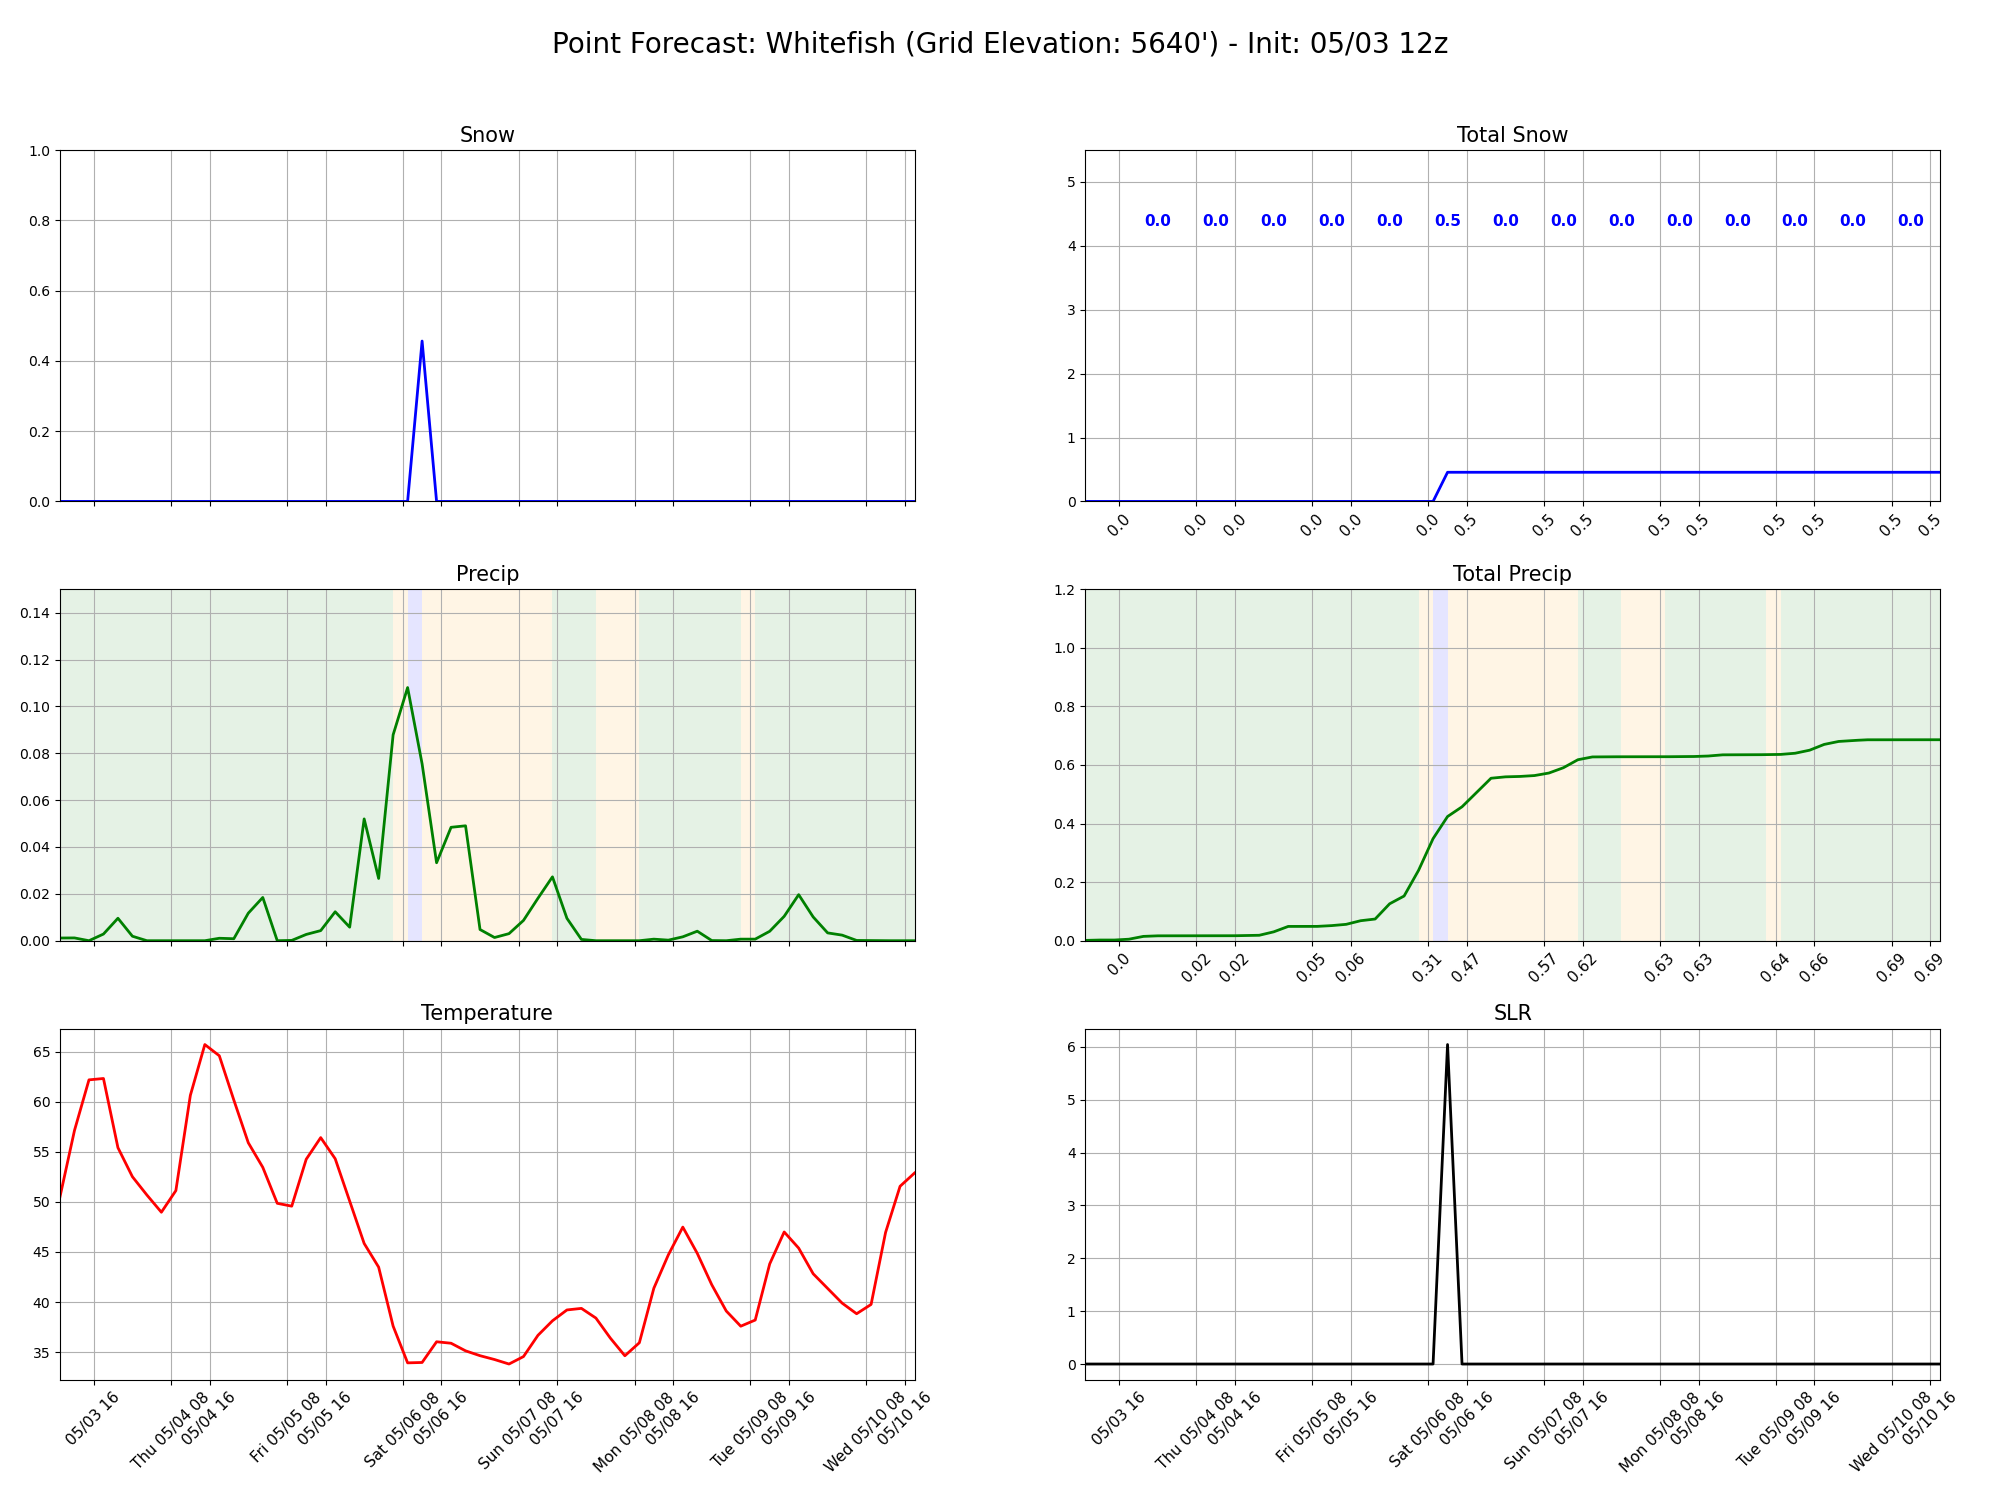 Point Forecast: Whitefish (Grid Elevation: 5640') - Init: 05/03 12z
Snow
1.0
0.8
0.6
0.4
0.2
0.0
Total Snow
5
4
3
2
1
0
0.0 0.0 0.0 0.0 0.0 0.5 0.0 0.0 0.0 0.0 0.0 0.0 0.0 0.0
0.0 0.0 0.0 0.0 0.0 0.0 0.5 0.5 0.5 0.5 0.5 0.5 0.5 0.5 0.5
Precip
0.14
0.12
0.10
0.08
0.06
0.04
0.02
0.00
Total Precip
1.2
1.0
0.8
0.6
0.4
0.2
0.0
0.0 0.02 0.02 0.05 0.06 0.31 0.47 0.57 0.62 0.63 0.63 0.64 0.66 0.69 0.69
Temperature
65
60
55
50
45
40
35
05/03 16
Thu 05/04 08
05/04 16
Fri 05/05 08
05/05 16
Sat 05/06 08
05/06 16
Sun 05/07 08
05/07 16
Mon 05/08 08
05/08 16
Tue 05/09 08
05/09 16
Wed 05/10 08
05/10 16
SLR
6
5
4
3
2
1
0
05/03 16
Thu 05/04 08
05/04 16
Fri 05/05 08
05/05 16
Sat 05/06 08
05/06 16
Sun 05/07 08
05/07 16
Mon 05/08 08
05/08 16
Tue 05/09 08
05/09 16
Wed 05/10 08
05/10 16